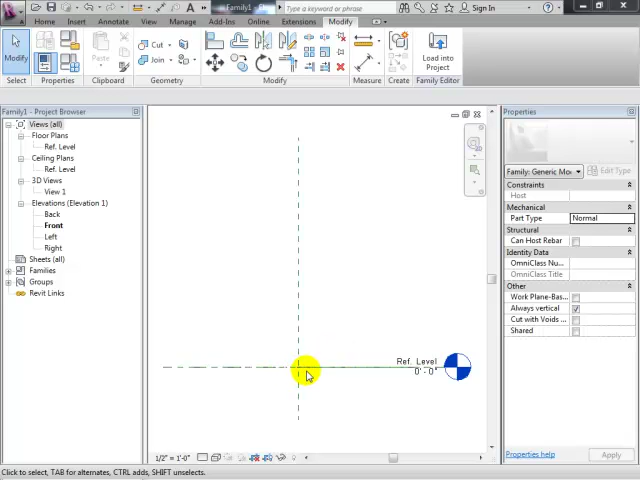 Family1 - 
Type a keyword or phrase
Sign In
Home Insert Annotate View Manage Add-Ins Online Extensions Modify
Modify
Cut
Join
Load into
Project
Select Properties Clipboard Geometry Modify Measure Create Family Editor
Family1 - Project Browser
Views (all)
Floor Plans
Ref. Level
Ceiling Plans
Ref. Level
3D Views
View 1
Elevations (Elevation 1)
Back
Front
Left
Right
Sheets (all)
Families
Groups
Revit Links
Ref. Level
0' - 0"
1/2" = 1'-0"
Properties
Family: Generic Mo
Edit Type
Constraints
Host
Mechanical
Part Type Normal
Structural
Can Host Rebar
Identity Data
OmniClass Nu...
OmniClass Title
Other
Work Plane-Bas...
Always vertical
Cut with Voids ...
Shared
Properties help
Apply
Click to select, TAB for alternates, CTRL adds, SHIFT unselects.